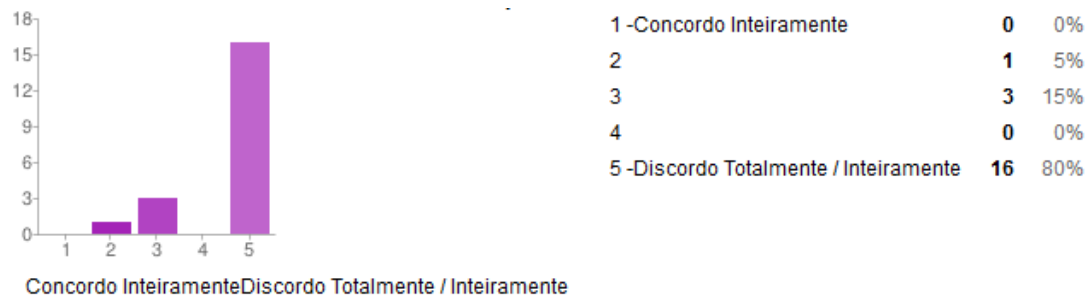 18
15
12
9
6
3
0
1 2 3 4 5
Concordo InteiramenteDiscordo Totalmente / Inteiramente
1 -Concordo Inteiramente 0 0%
2 1 5%
3 3 15%
4 0 0%
5 -Discordo Totalmente / Inteiramente 16 80%